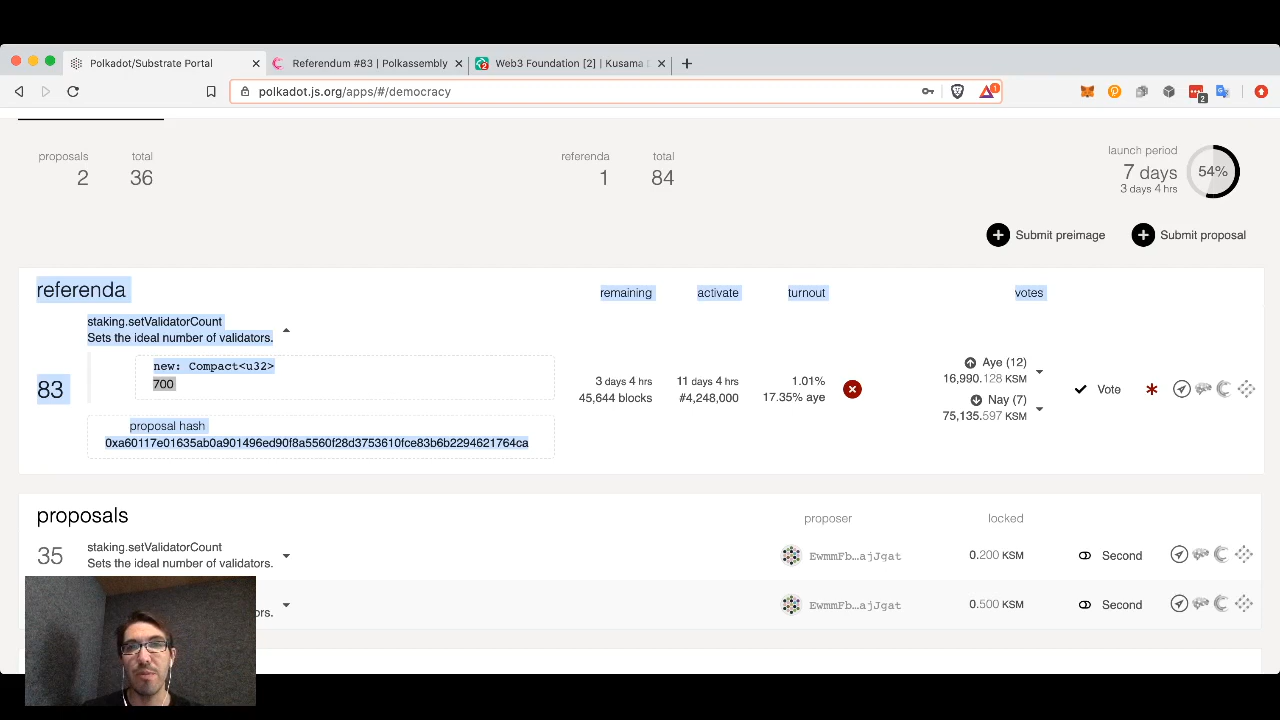 Polkadot/Substrate Portal
Referendum #83 | Polkassembly
Web3 Foundation [2] | Kusama
polkadot.js.org/apps/#/democracy
1
2
proposals total referenda total launch period
2 36 1 84 7 days
3 days 4 hrs
54%
Submit preimage Submit proposal
referenda remaining activate turnout votes
staking.setValidatorCount
Sets the ideal number of validators.
83
new: Compact<u32>
700
proposal hash
0xa60117e01635ab0a901496ed90f8a5560f28d3753610fce83b6b2294621764ca
3 days 4 hrs 11 days 4 hrs 1.01%
45,644 blocks #4,248,000 17.35% aye
Aye (12)
16,990.128 KSM
Nay (7)
75,135.597 KSM
Vote
proposals proposer locked
35
staking.setValidatorCount
Sets the ideal number of validators.
EwmmFb…ajJgat 0.200 KSM Second
ors.
EwmmFb…ajJgat 0.500 KSM Second